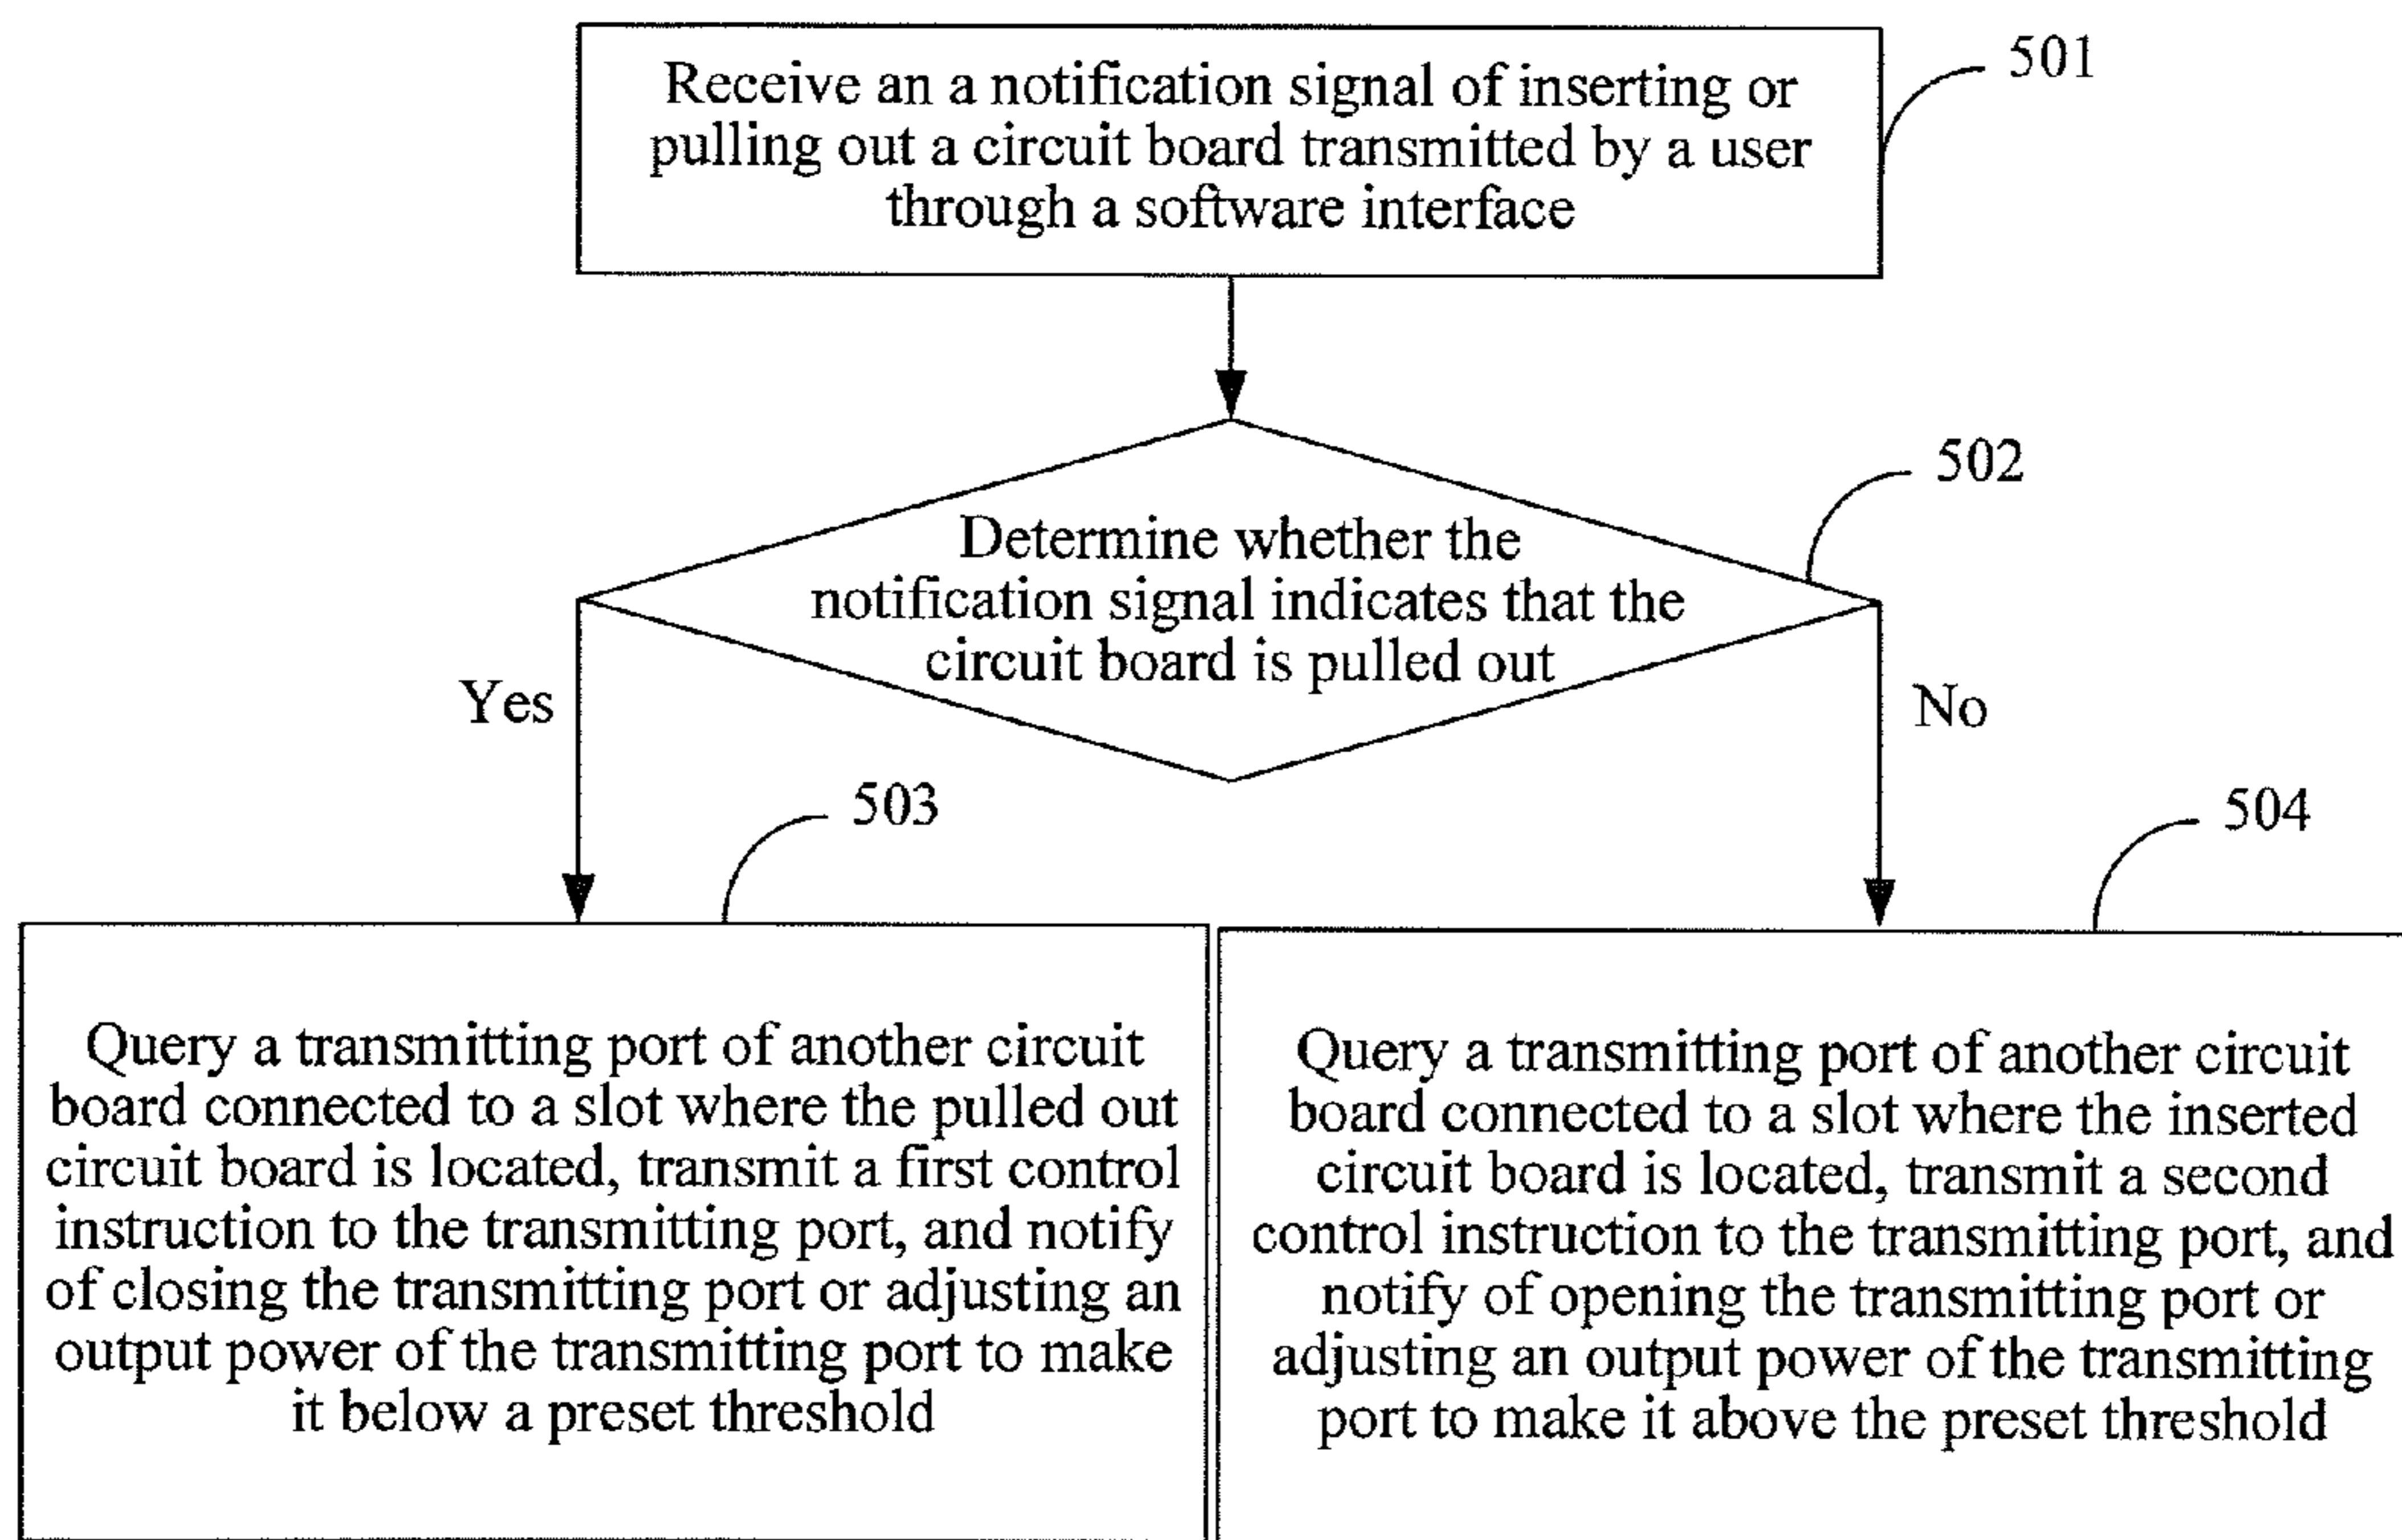 Receive an a notification signal of inserting or
pulling out a circuit board transmitted by a user
through a software interface
501
502
Determine whether the
notification signal indicates that the
circuit board is pulled out
Yes
No
503
504
Query a transmitting port of another circuit
board connected to a slot where the pulled out
circuit board is located, transmit a first control
instruction to the transmitting port, and notify
of closing the transmitting port or adjusting an
output power of the transmitting port to make
it below a preset threshold
Query a transmitting port of another circuit
board connected to a slot where the inserted
circuit board is located, transmit a second
control instruction to the transmitting port, and
notify of opening the transmitting port or
adjusting an output power of the transmitting
port to make it above the preset threshold